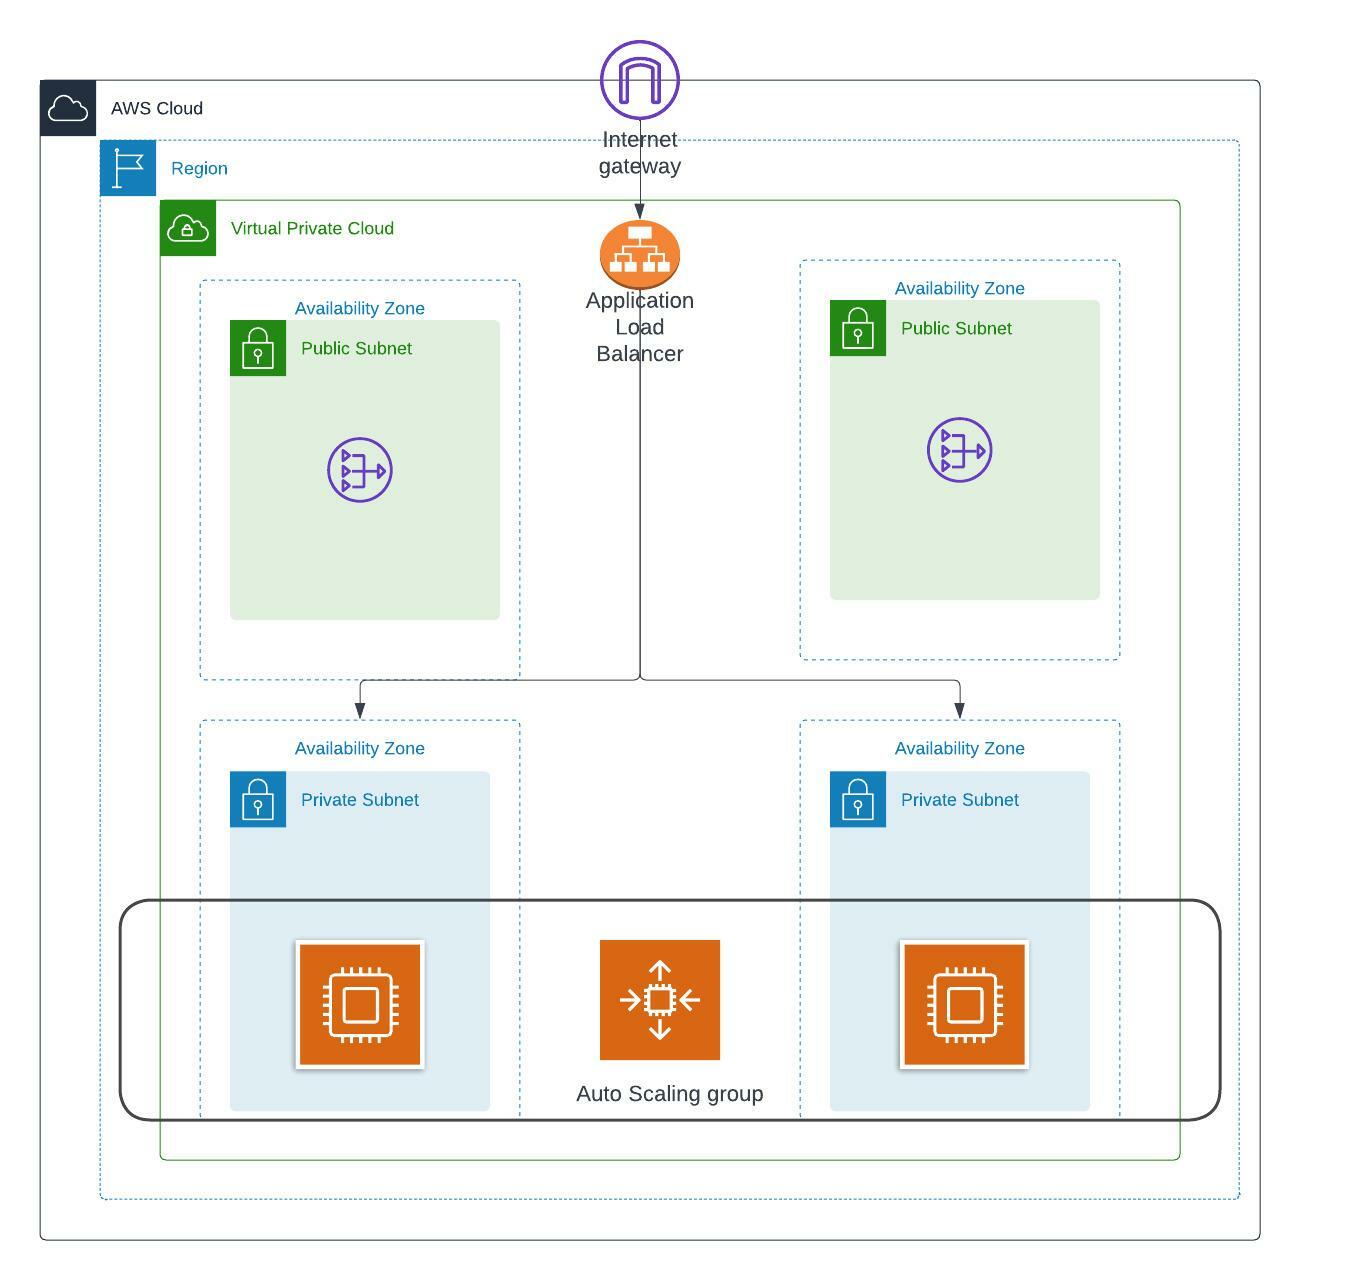 AWS Cloud
Internet
gateway
Region
Virtual Private Cloud
Application
Load
Balancer
Availability Zone
Public Subnet
Availability Zone
Public Subnet
Availability Zone
Private Subnet
Availability Zone
Private Subnet
Auto Scaling group